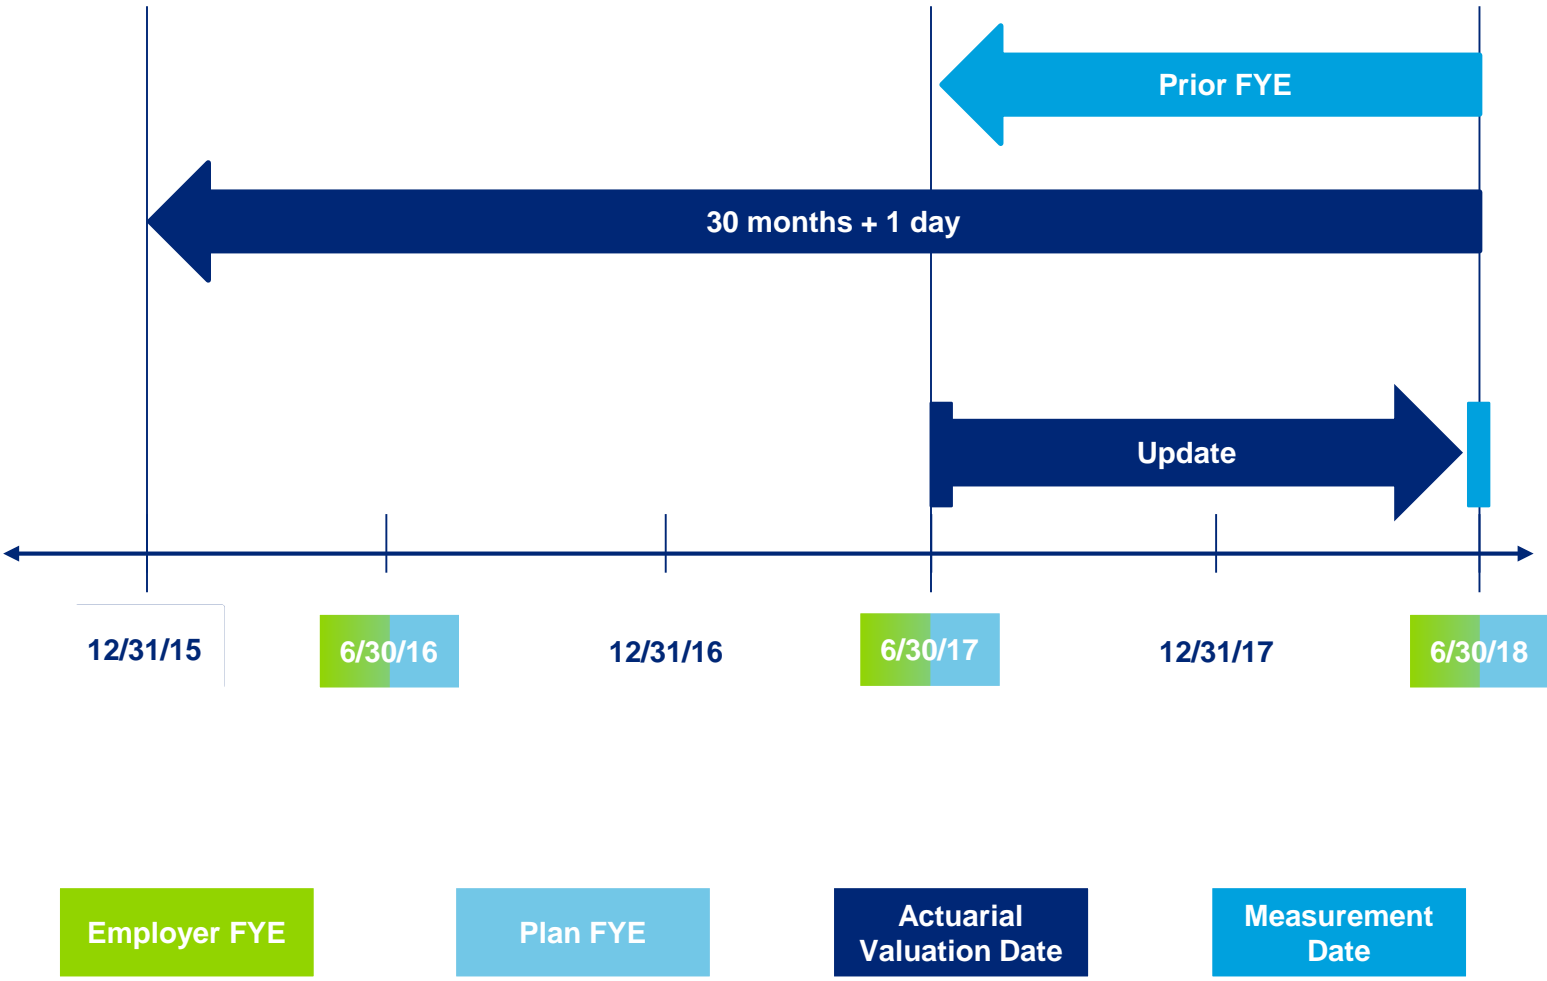 Prior FYE
30 months + 1 day
Update
12/31/15
6/30/16
12/31/16
6/30/17
12/31/17
6/30/18
Employer FYE
Plan FYE
Actuarial
Valuation Date
Measurement
Date